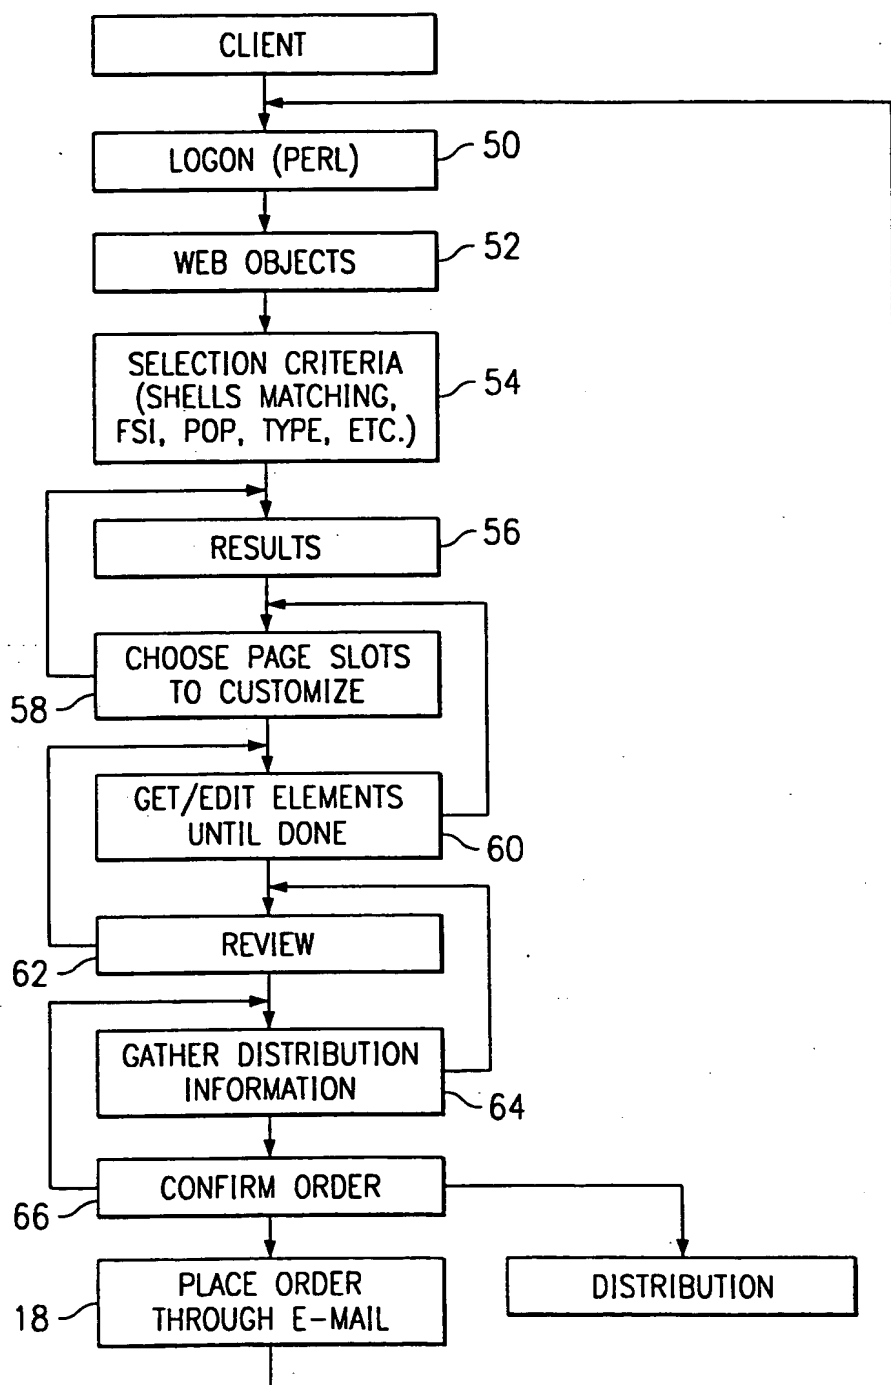 CLIENT
LOGON (PERL)
50
WEB OBJECTS
52
SELECTION CRITERIA
(SHELLS MATCHING,
FSI, POP, TYPE, ETC.)
54
RESULTS
56
CHOOSE PAGE SLOTS
TO CUSTOMIZE
58
GET/EDIT ELEMENTS
UNTIL DONE
60
REVIEW
62
GATHER DISTRIBUTION
INFORMATION
64
CONFIRM ORDER
66
PLACE ORDER
THROUGH E-MAIL
18
DISTRIBUTION